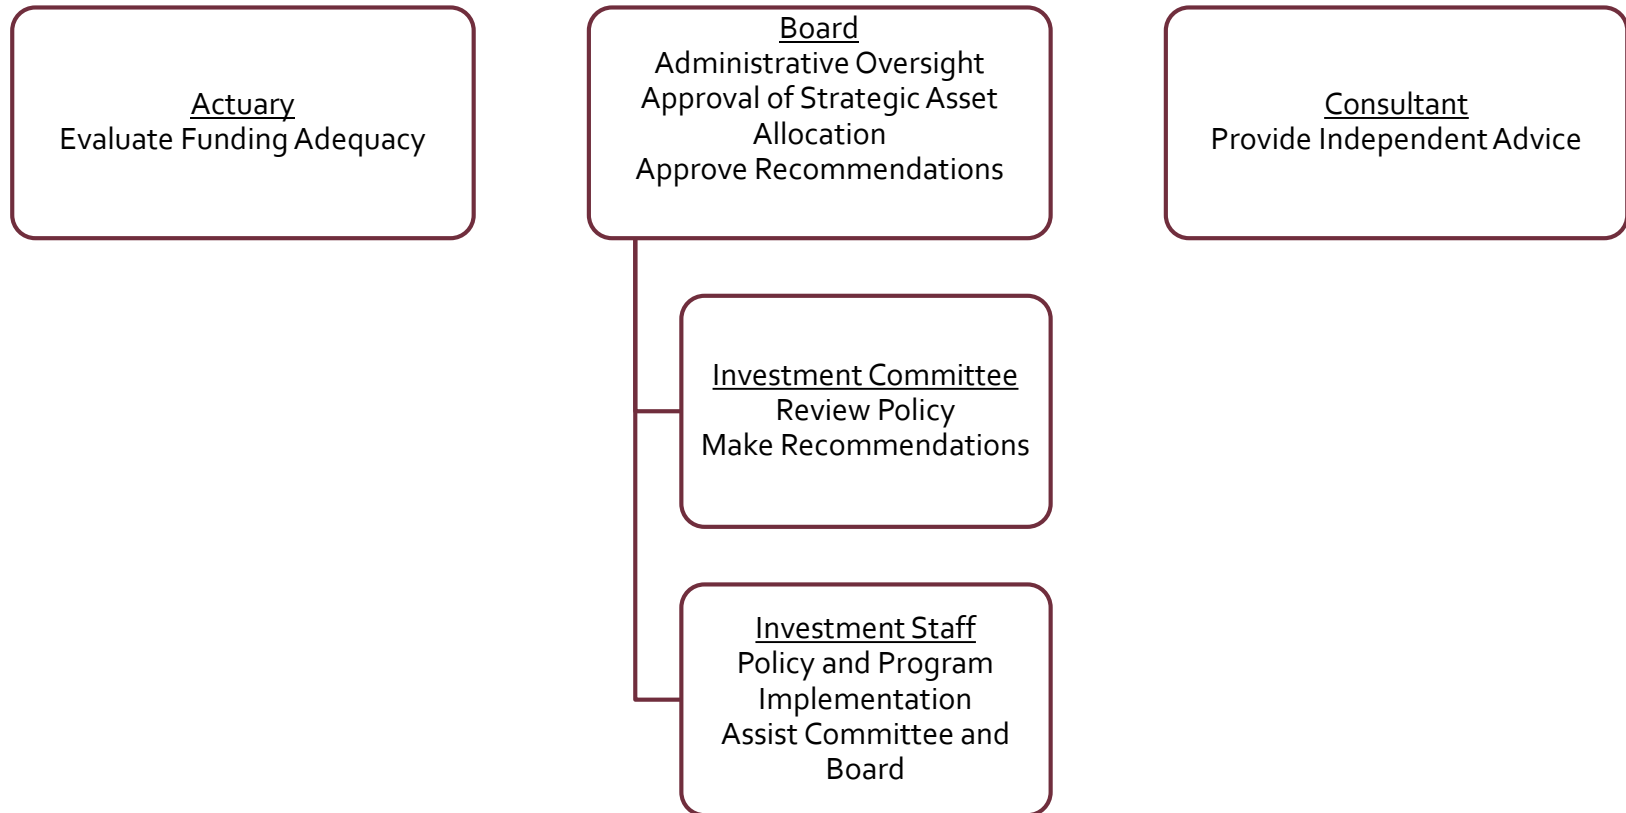 Actuary
Evaluate Funding Adequacy
Board
Administrative Oversight
Approval of Strategic Asset
Allocation
Approve Recommendations
Consultant
Provide Independent Advice
Investment Committee
Review Policy
Make Recommendations
Investment Staff
Policy and Program
Implementation
Assist Committee and
Board